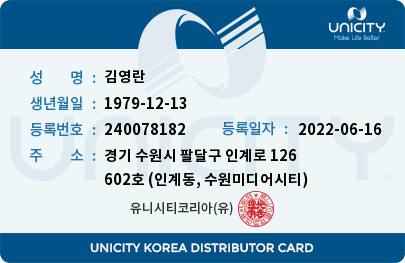 UNICITY
Make Life Better
성 명 : 김영란
생년월일 : 1979-12-13
등록번호 : 240078182 등록일자 : 2022-06-16
주 소 : 경기 수원시 팔달구 인계로 126
602호 (인계동, 수원미디어시티)
유니시티코리아(유)
UNICITY
UNICITY KOREA DISTRIBUTOR CARD